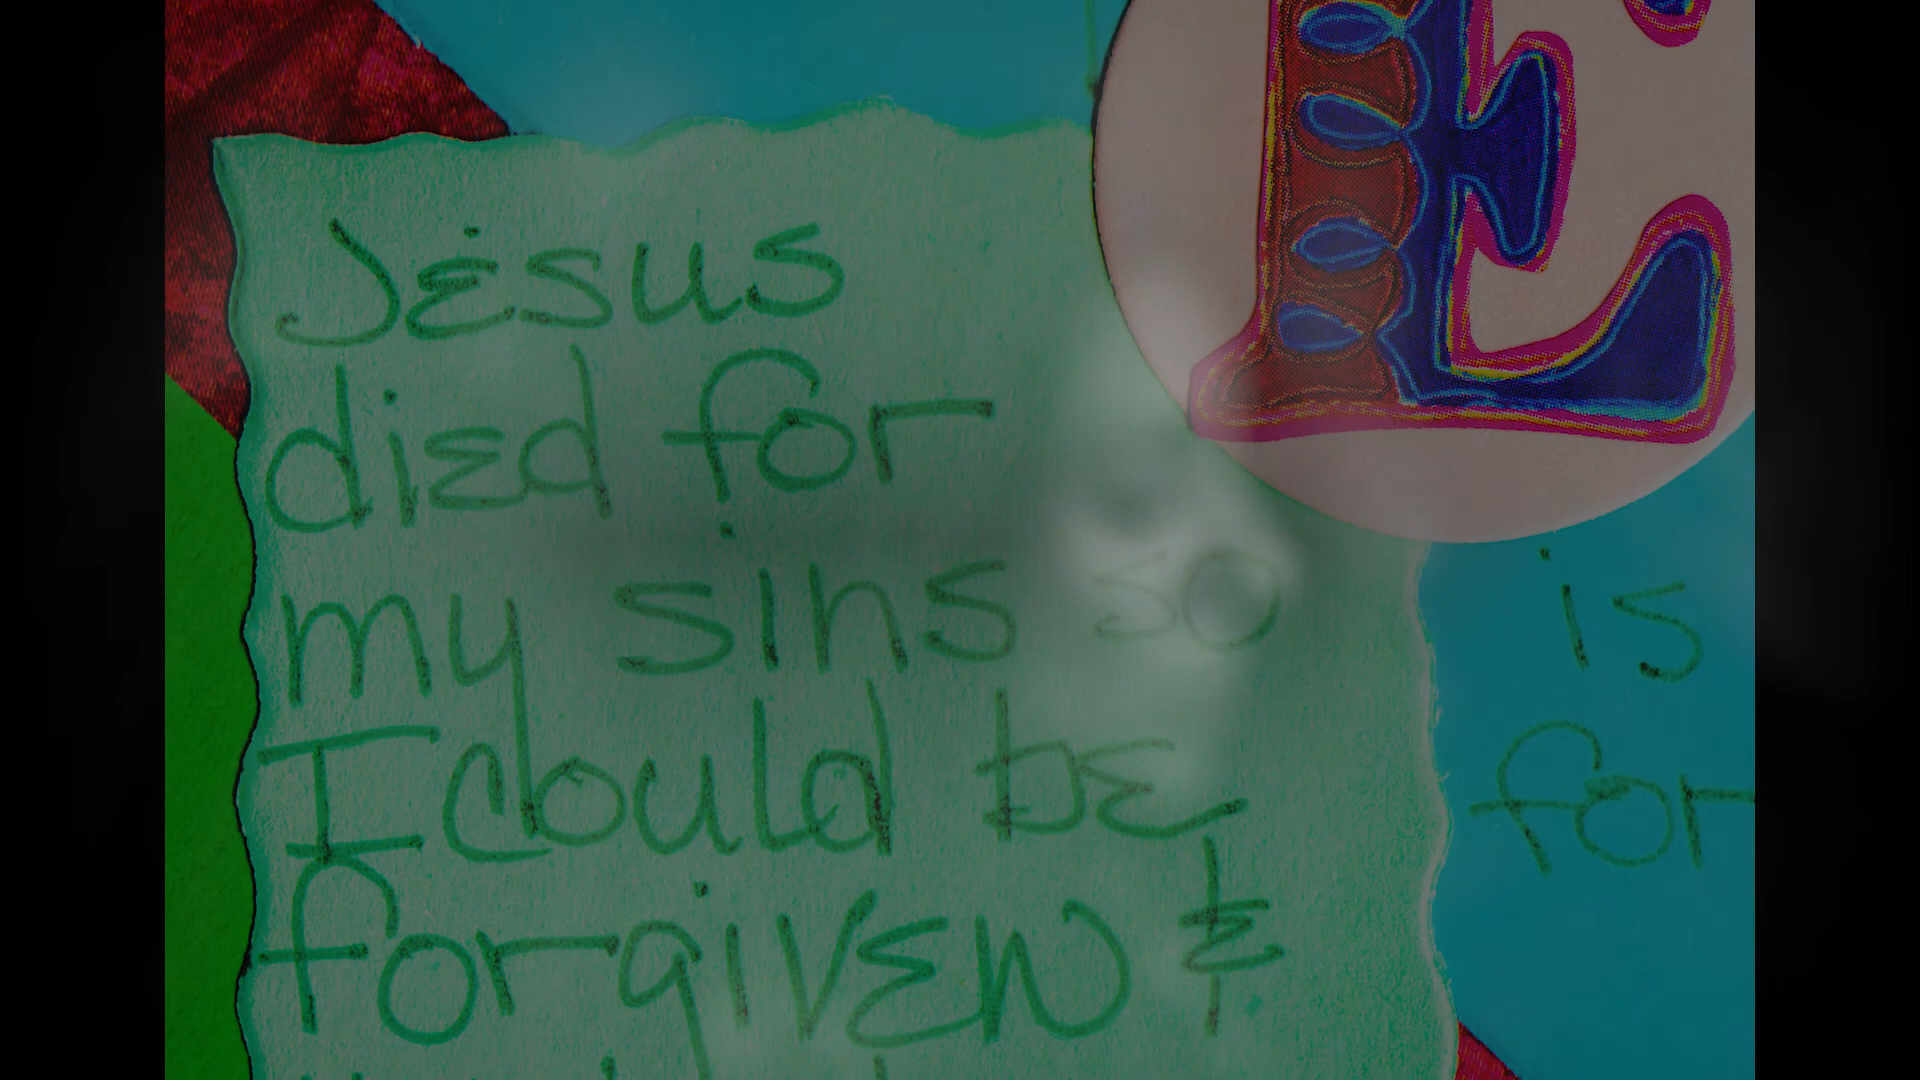 E
Jesus
died for
my sins so
I could be
forgiven &
is
for